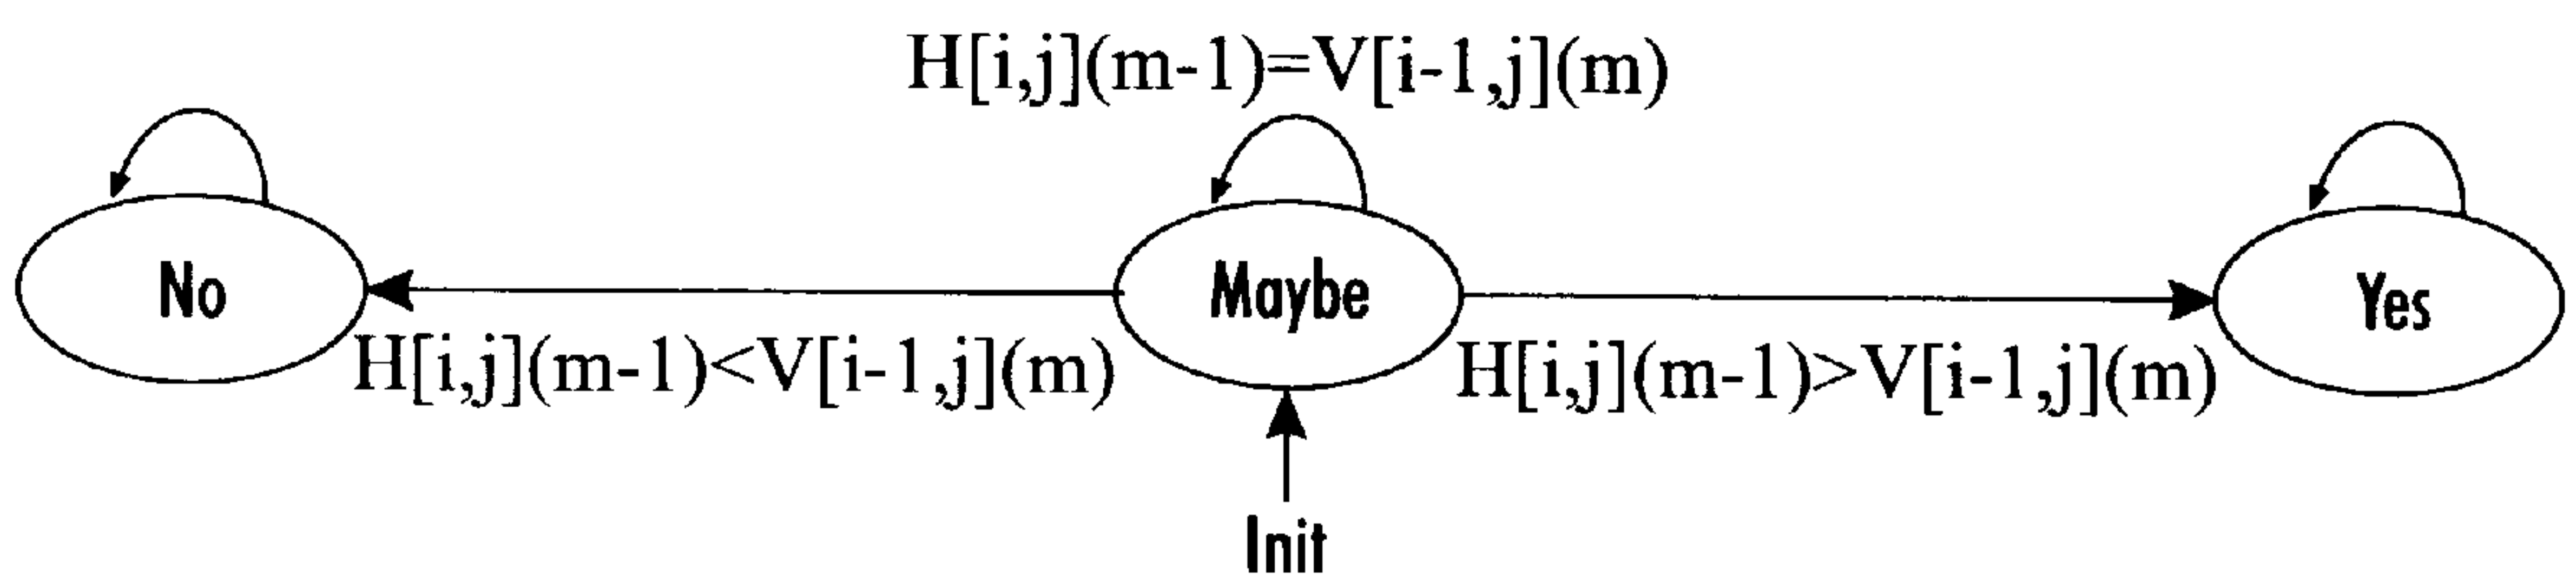 H[i,j](m-1)=V[i-1,j](m)
No
Maybe
Yes
H[i,j](m-1)<V[i-1,j](m)
H[i,j](m-1)>V[i-1,j](m)
Init